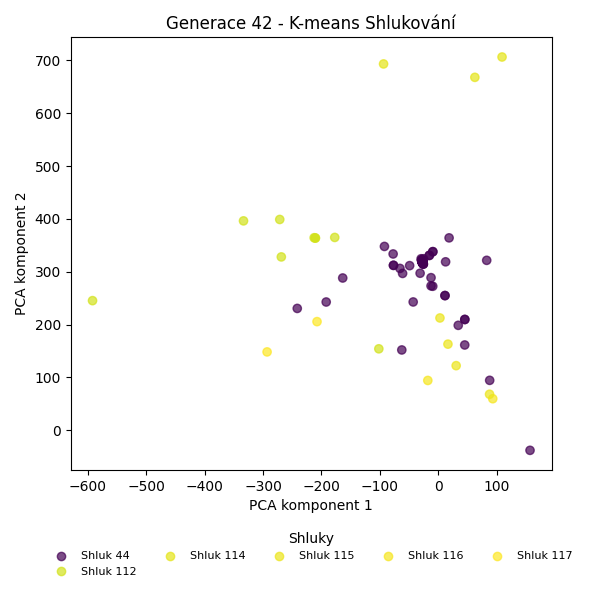 Generace 42 - K-means Shlukování
700
600
500
400
300
200
100
0
PCA komponent 2
−600 −500 −400 −300 −200 −100 0 100
PCA komponent 1
Shluky
Shluk 44 Shluk 114 Shluk 115 Shluk 116 Shluk 117
Shluk 112